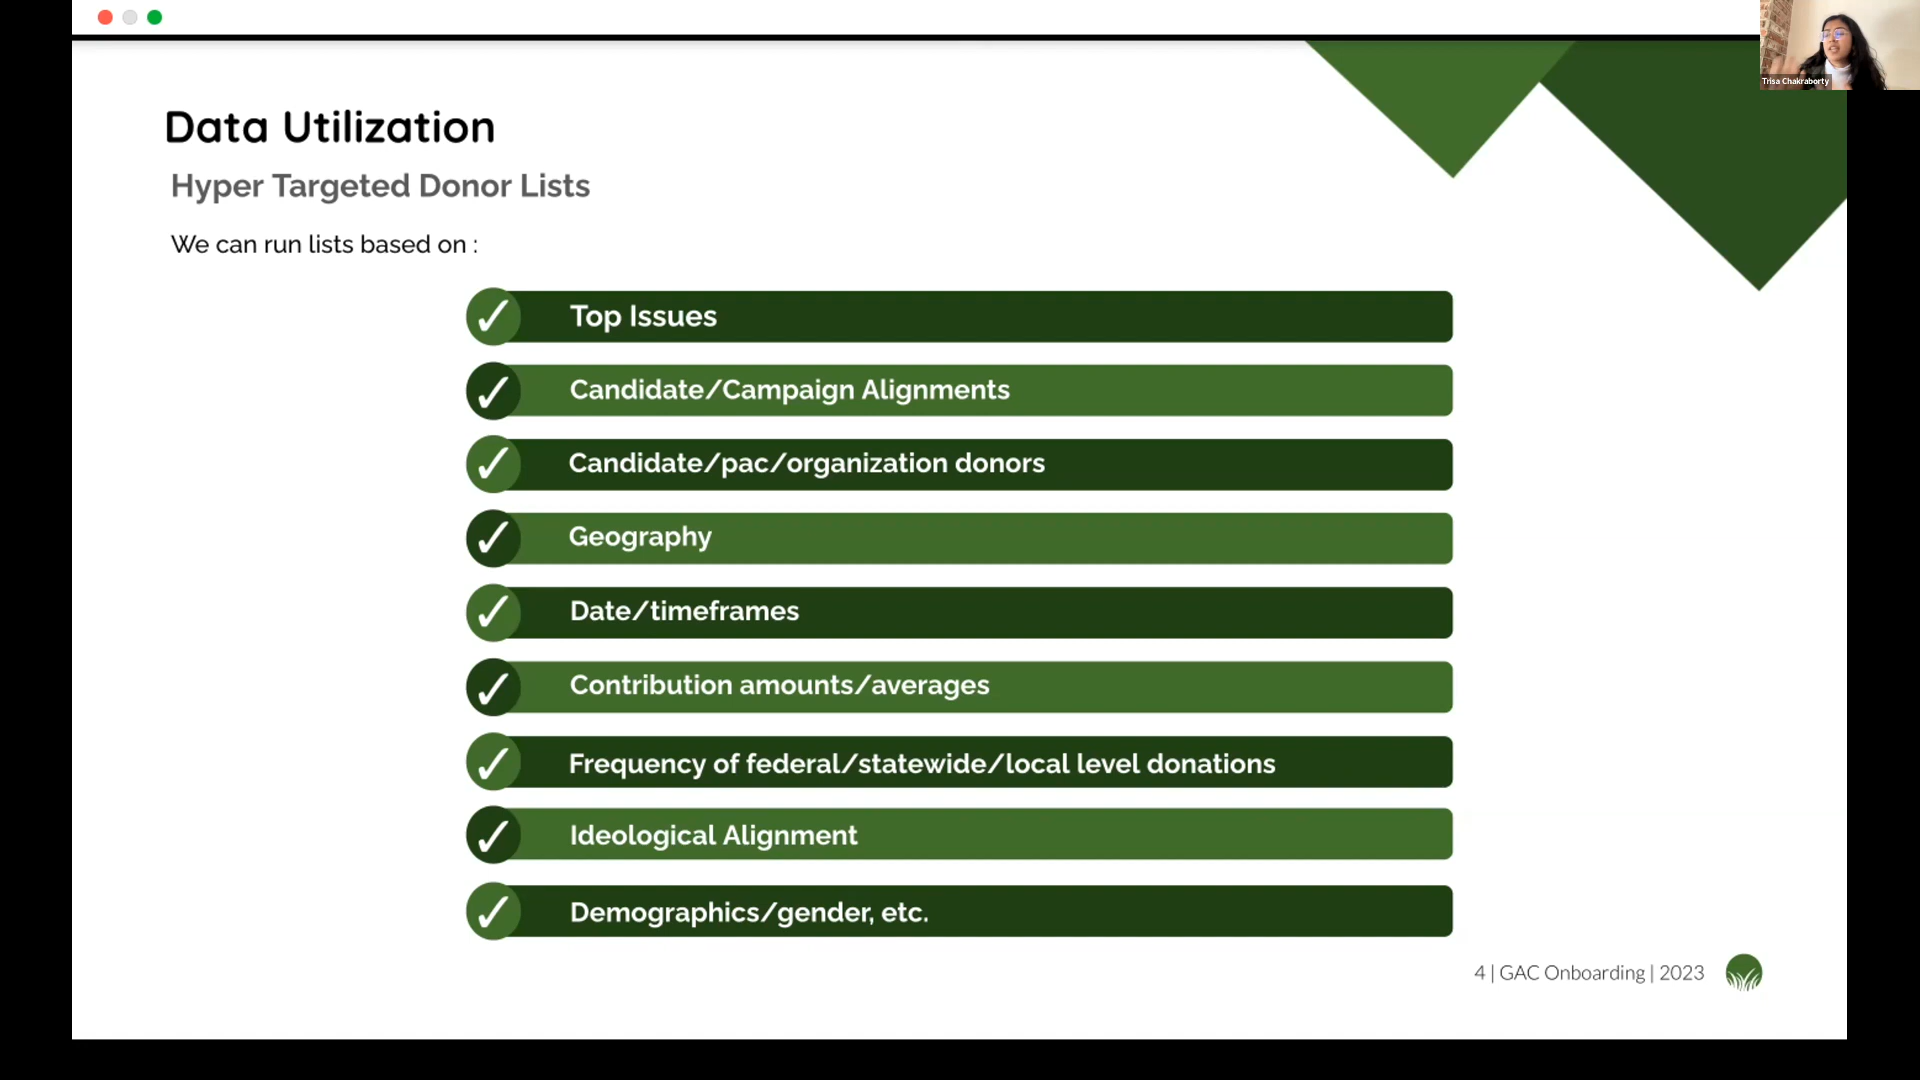 Trisa Chakraborty
Data Utilization
Hyper Targeted Donor Lists
We can run lists based on :
Top Issues
Candidate/Campaign Alignments
Candidate/pac/organization donors
Geography
Date/timeframes
Contribution amounts/averages
Frequency of federal/statewide/local level donations
Ideological Alignment
Demographics/gender, etc.
4 | GAC Onboarding | 2023